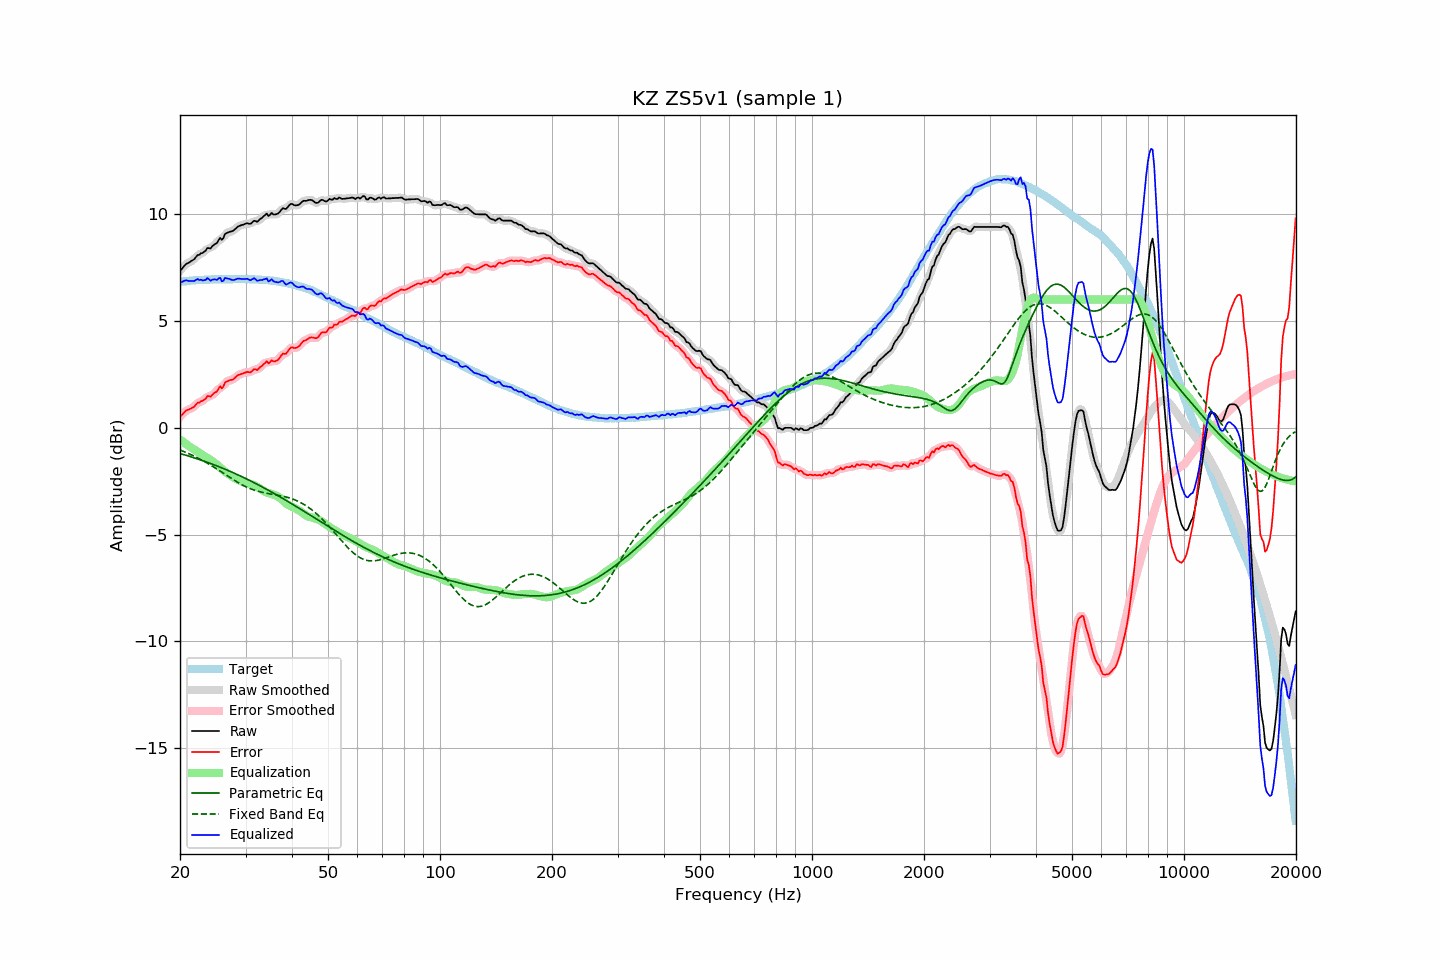 KZ ZS5v1 (sample 1)
Amplitude (dBr)
10
5
0
−5
−10
−15
Target
Raw Smoothed
Error Smoothed
Raw
Error
Equalization
Parametric Eq
Fixed Band Eq
Equalized
20 50 100 200 500 1000 2000 5000 10000 20000
Frequency (Hz)